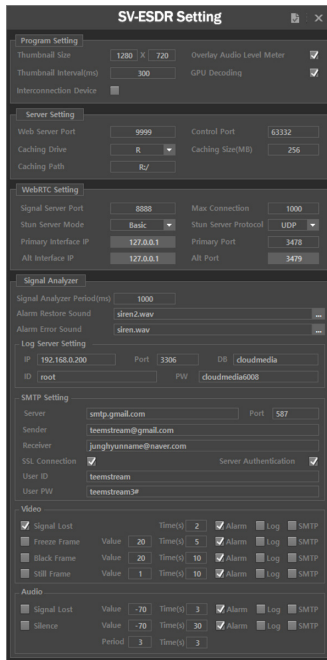 SV-ESDR Setting
Program Setting
Thumbnail Size 1280 X 720 Overlay Audio Level Meter
Thumbnail Interval(ms) 300 GPU Decoding
Interconnection Device
Server Setting
Web Server Port 9999 Control Port 63332
Caching Drive R Caching Size(MB) 256
Caching Path R:/
WebRTC Setting
Signal Server Port 8888 Max Connection 1000
Stun Server Mode Basic Stun Server Protocol UDP
Primary Interface IP 127.0.0.1 Primary Port 3478
Alt Interface IP 127.0.0.1 Alt Port 3479
Signal Analyzer
Signal Analyzer Period(ms) 1000
Alarm Restore Sound siren2.wav ...
Alarm Error Sound siren.wav ...
Log Server Setting
IP 192.168.0.200 Port 3306 DB cloudmedia
ID root PW cloudmedia6008
SMTP Setting
Server smtp.gmail.com Port 587
Sender teemstream@gmail.com
Receiver junghyunname@naver.com
SSL Connection Server Authentication
User ID teemstream
User PW teemstream3#
Video
Signal Lost Time(s) 2 Alarm Log SMTP
Freeze Frame Value 20 Time(s) 5 Alarm Log SMTP
Black Frame Value 20 Time(s) 10 Alarm Log SMTP
Still Frame Value 1 Time(s) 10 Alarm Log SMTP
Audio
Signal Lost Value -70 Time(s) 3 Alarm Log SMTP
Silence Value -70 Time(s) 30 Alarm Log SMTP
Period 3 Time(s) 3